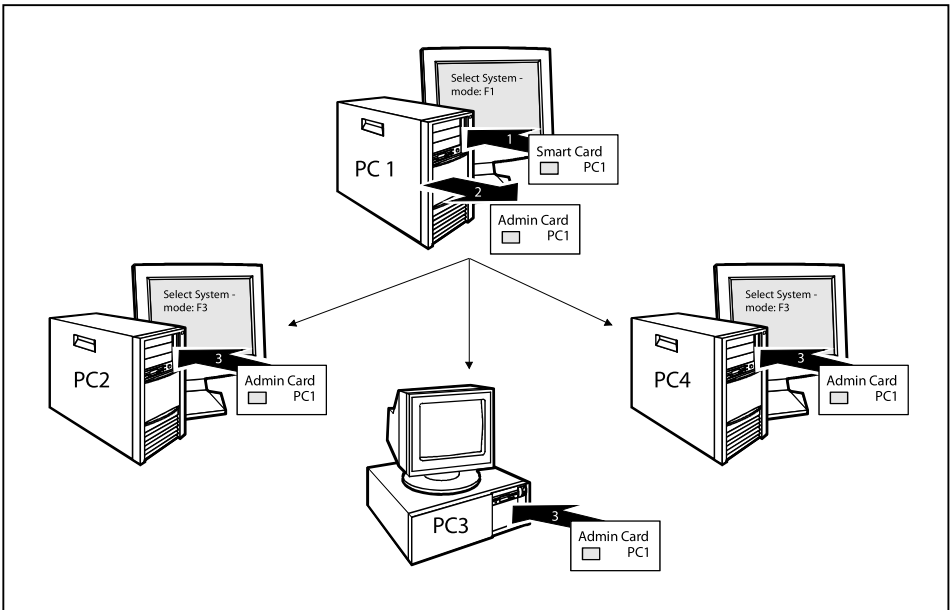 Select System -
mode: F1
PC 1
1
Smart Card
PC1
2
Admin Card
PC1
Select System -
mode: F3
PC2
3
Admin Card
PC1
Select System -
mode: F3
PC4
3
Admin Card
PC1
PC3
3
Admin Card
PC1